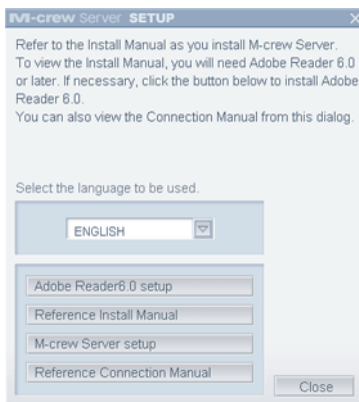 M-crew Server SETUP X
Refer to the Install Manual as you install M-crew Server.
To view the Install Manual, you will need Adobe Reader 6.0
or later. If necessary, click the button below to install Adobe
Reader 6.0.
You can also view the Connection Manual from this dialog.
Select the language to be used.
ENGLISH
Adobe Reader6.0 setup
Reference Install Manual
M-crew Server setup
Reference Connection Manual
Close